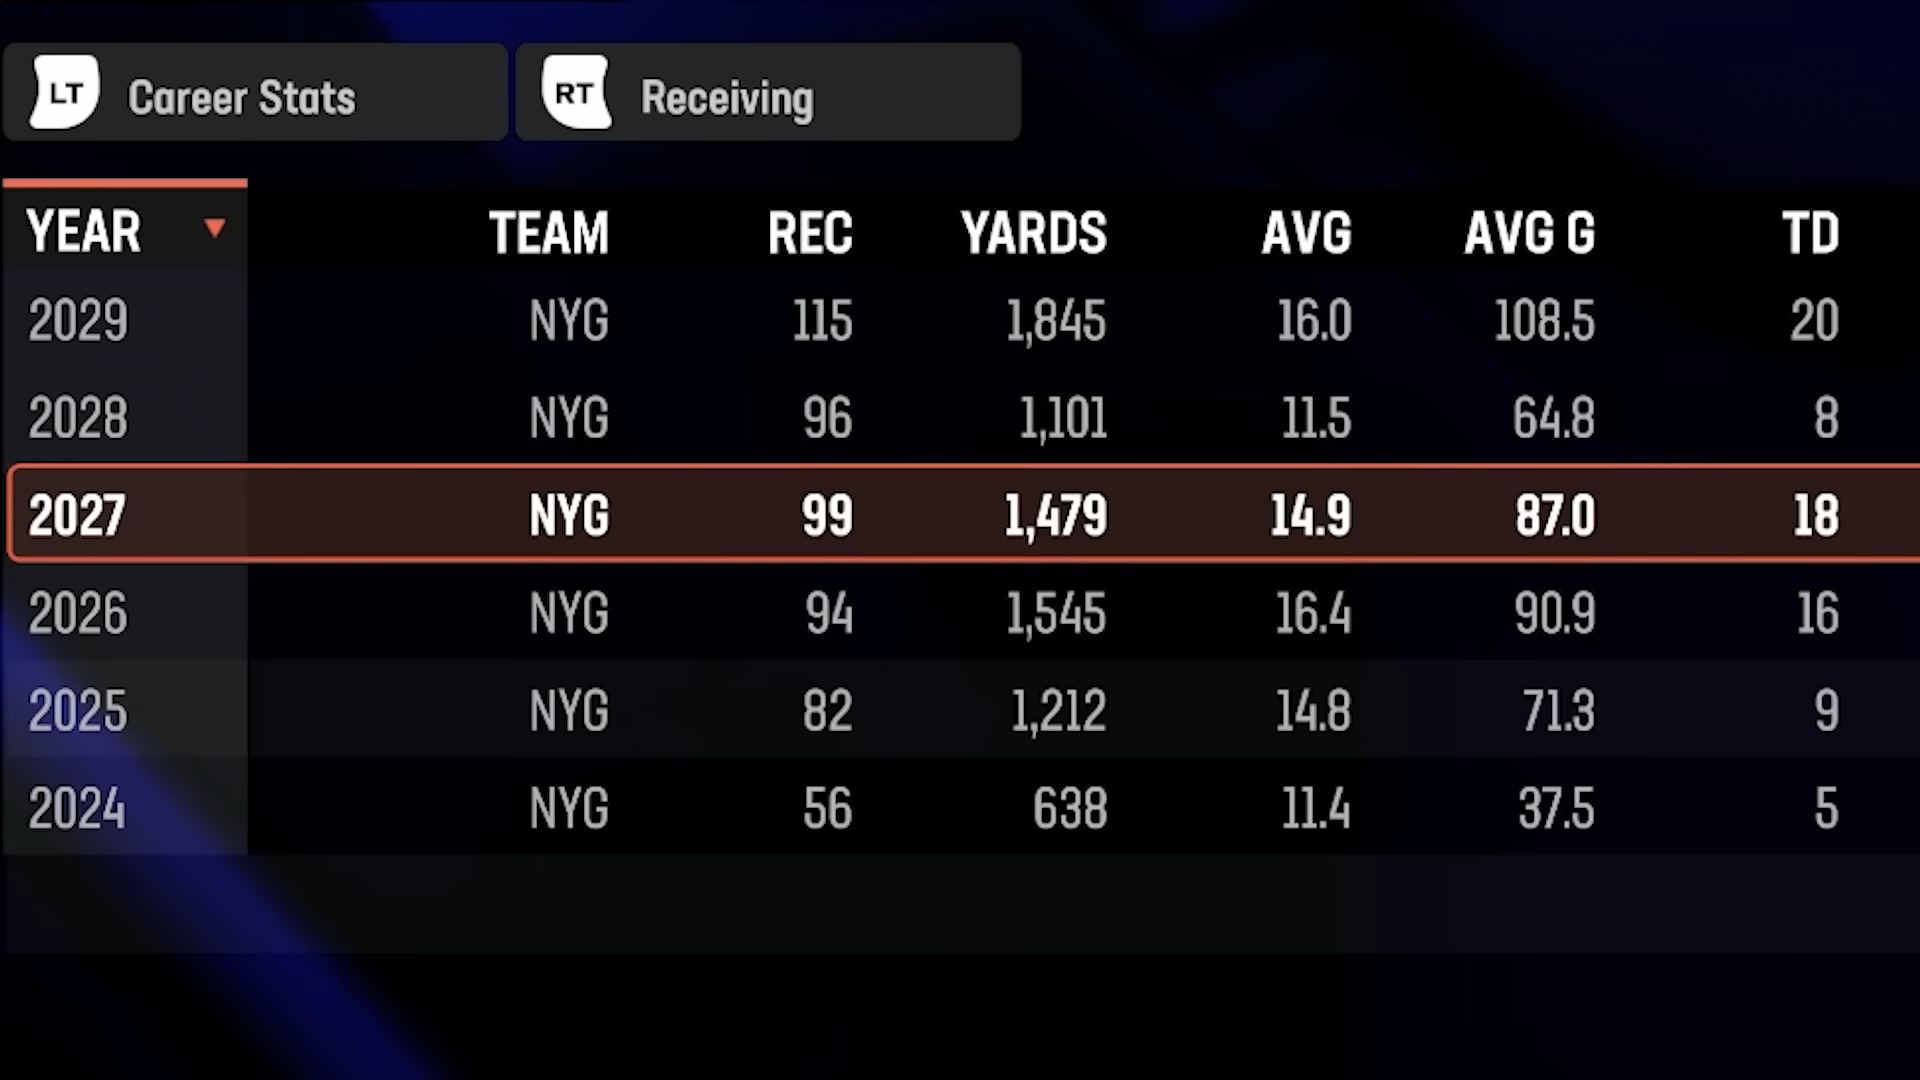 LT Career Stats RT Receiving
YEAR TEAM REC YARDS AVG AVG G TD
2029 NYG 115 1,845 16.0 108.5 20
2028 NYG 96 1,101 11.5 64.8 8
2027 NYG 99 1,479 14.9 87.0 18
2026 NYG 94 1,545 16.4 90.9 16
2025 NYG 82 1,212 14.8 71.3 9
2024 NYG 56 638 11.4 37.5 5